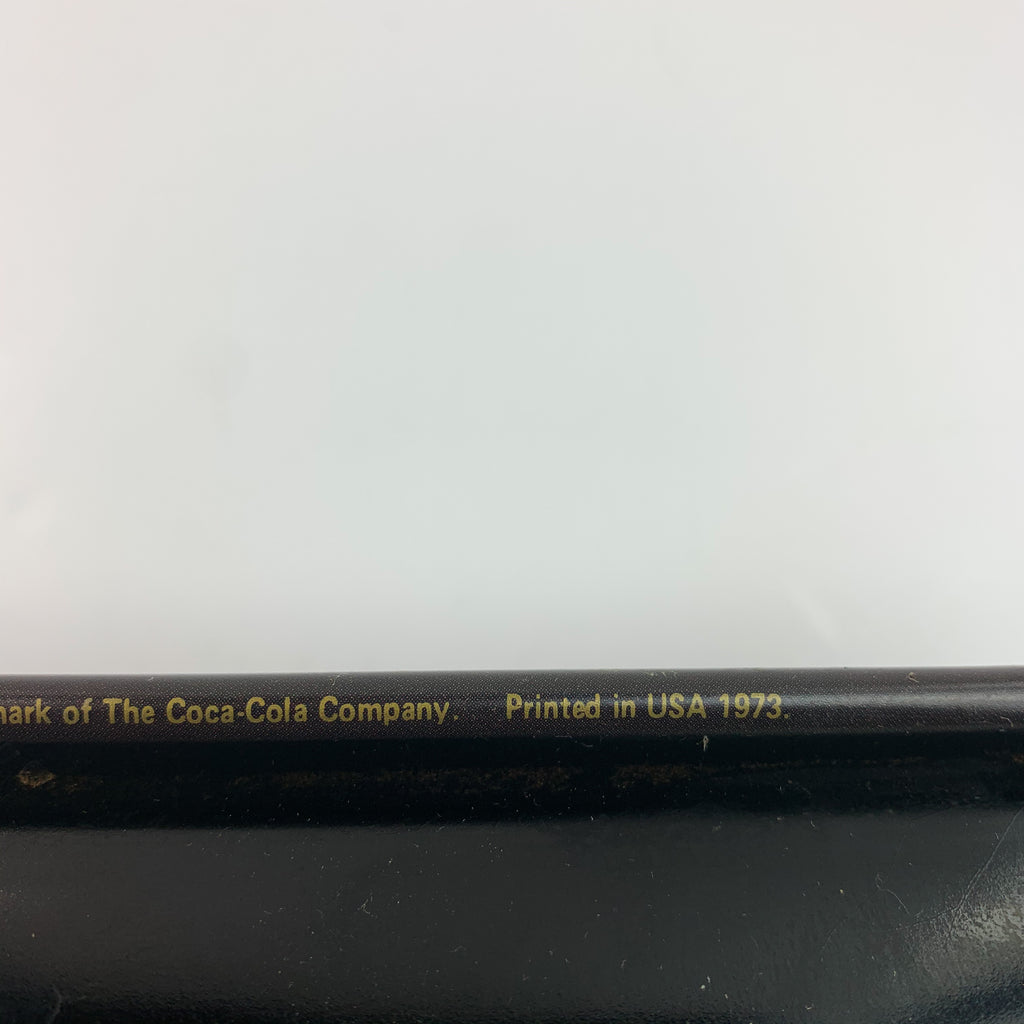 mark of The Coca-Cola Company. Printed in USA 1973.